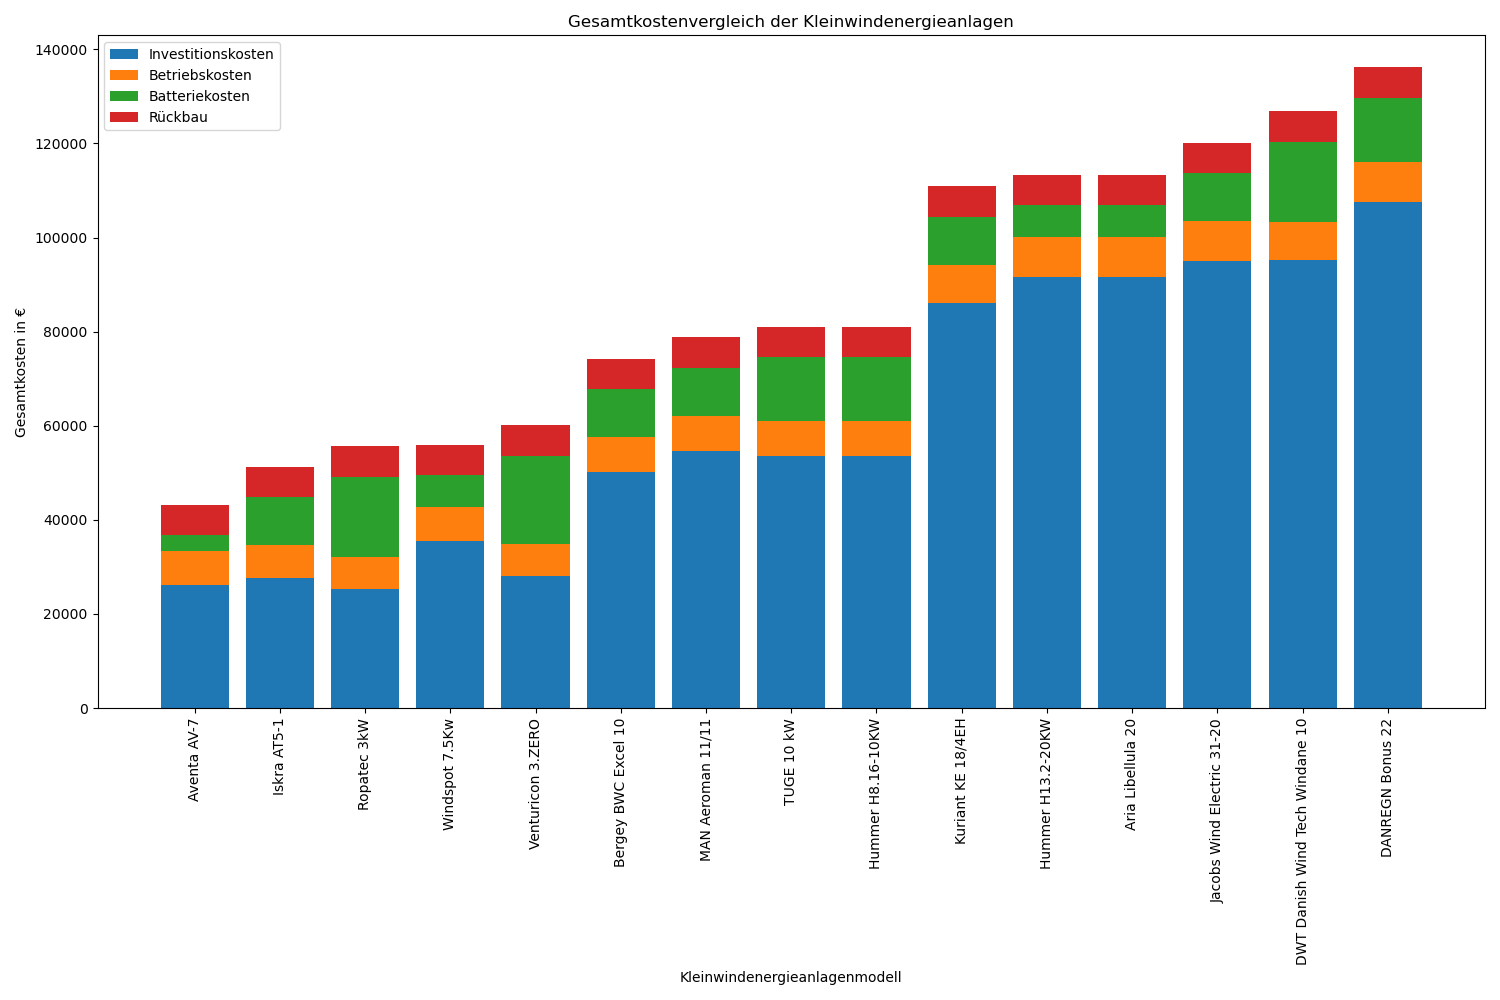 Gesamtkostenvergleich der Kleinwindenergieanlagen
Investitionskosten
Betriebskosten
Batteriekosten
Rückbau
Gesamtkosten in €
140000
120000
100000
80000
60000
40000
20000
0
Aventa AV-7
Iskra AT5-1
Ropatec 3kW
Windspot 7.5Kw
Venturicon 3.ZERO
Bergey BWC Excel 10
MAN Aeroman 11/11
TUGE 10 kW
Hummer H8.16-10KW
Kuriant KE 18/4EH
Hummer H13.2-20KW
Aria Libellula 20
Jacobs Wind Electric 31-20
DWT Danish Wind Tech Windane 10
DANREGN Bonus 22
Kleinwindenergieanlagenmodell